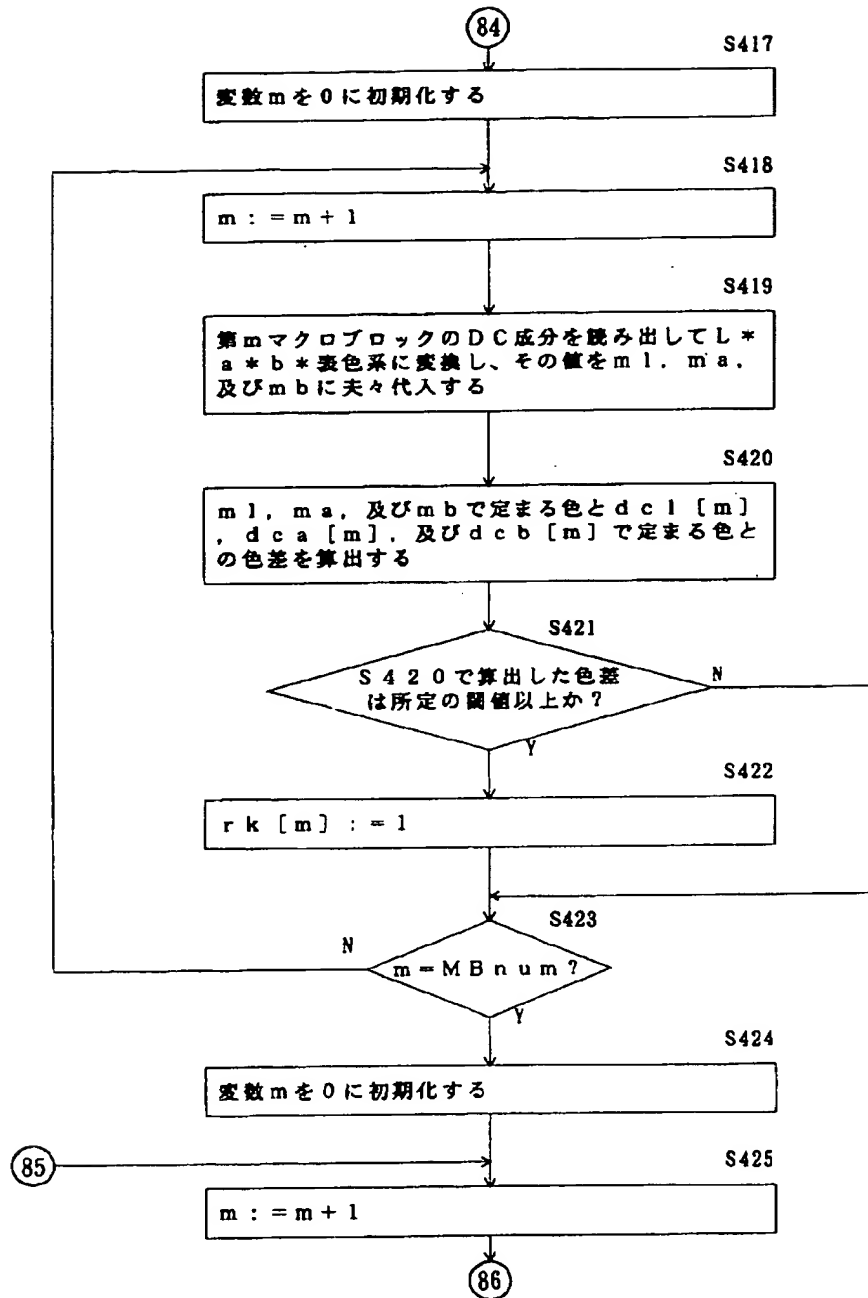 84
S417
変数mを0に初期化する
S418
m:=m+1
S419
第mマクロブロックのDC成分を読み出してL*
a*b*表色系に変換し、その値をml,ma,
及びmbに夫々代入する
S420
ml,ma,及びmbで定まる色とdcl[m]
,dca[m],及びdcb[m]で定まる色と
の色差を算出する
S421
S420で算出した色差
は所定の閾値以上か?
N
Y
S422
rk[m]:=1
S423
N
m=MBnum?
Y
S424
変数mを0に初期化する
85
S425
m:=m+1
86